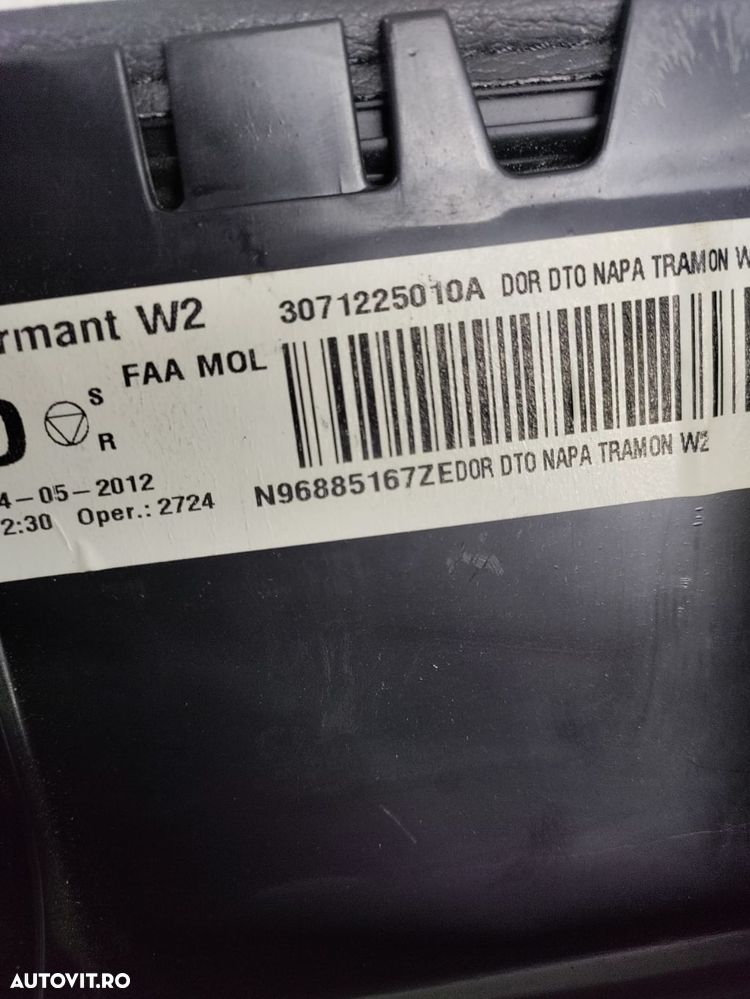 rmant W2
3071225010A DOR DTO NAPA TRAMON W
FAA MOL
S
R
4-05-2012
2:30 Oper.: 2724
N96885167ZEDOR DTO NAPA TRAMON W2
AUTOVIT.RO